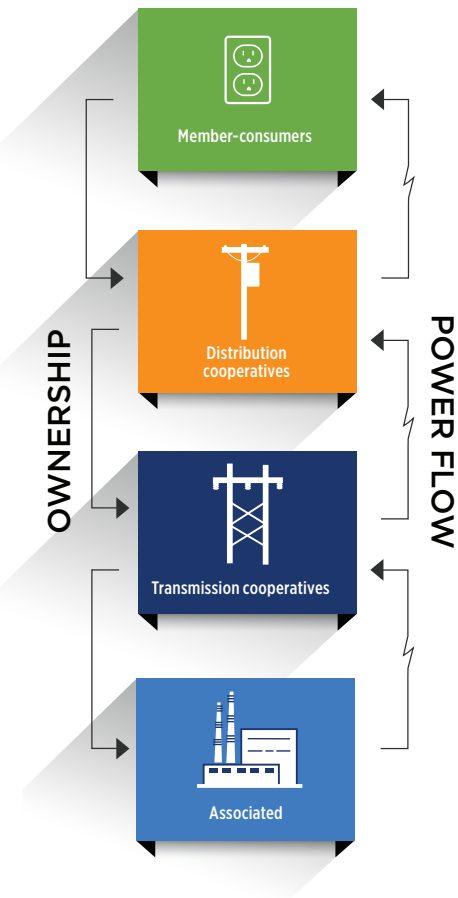 Member-consumers
Distribution
cooperatives
OWNERSHIP
POWER FLOW
Transmission cooperatives
Associated